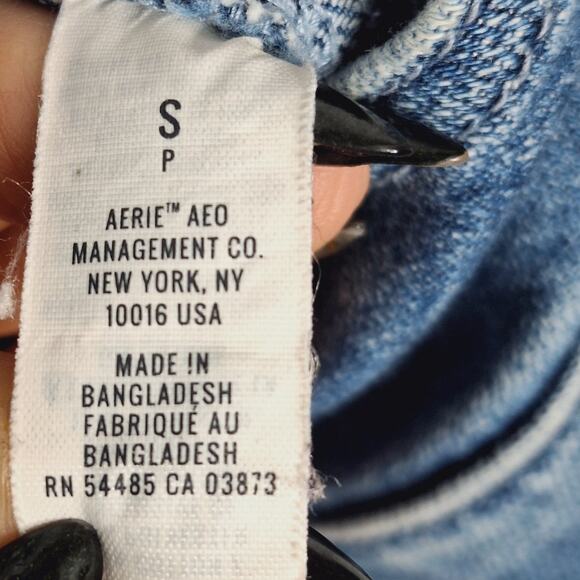 S
P
AERIE™ AEO
MANAGEMENT CO.
NEW YORK, NY
10016 USA
MADE IN
BANGLADESH
FABRIQUÉ AU
BANGLADESH
RN 54485 CA 03873